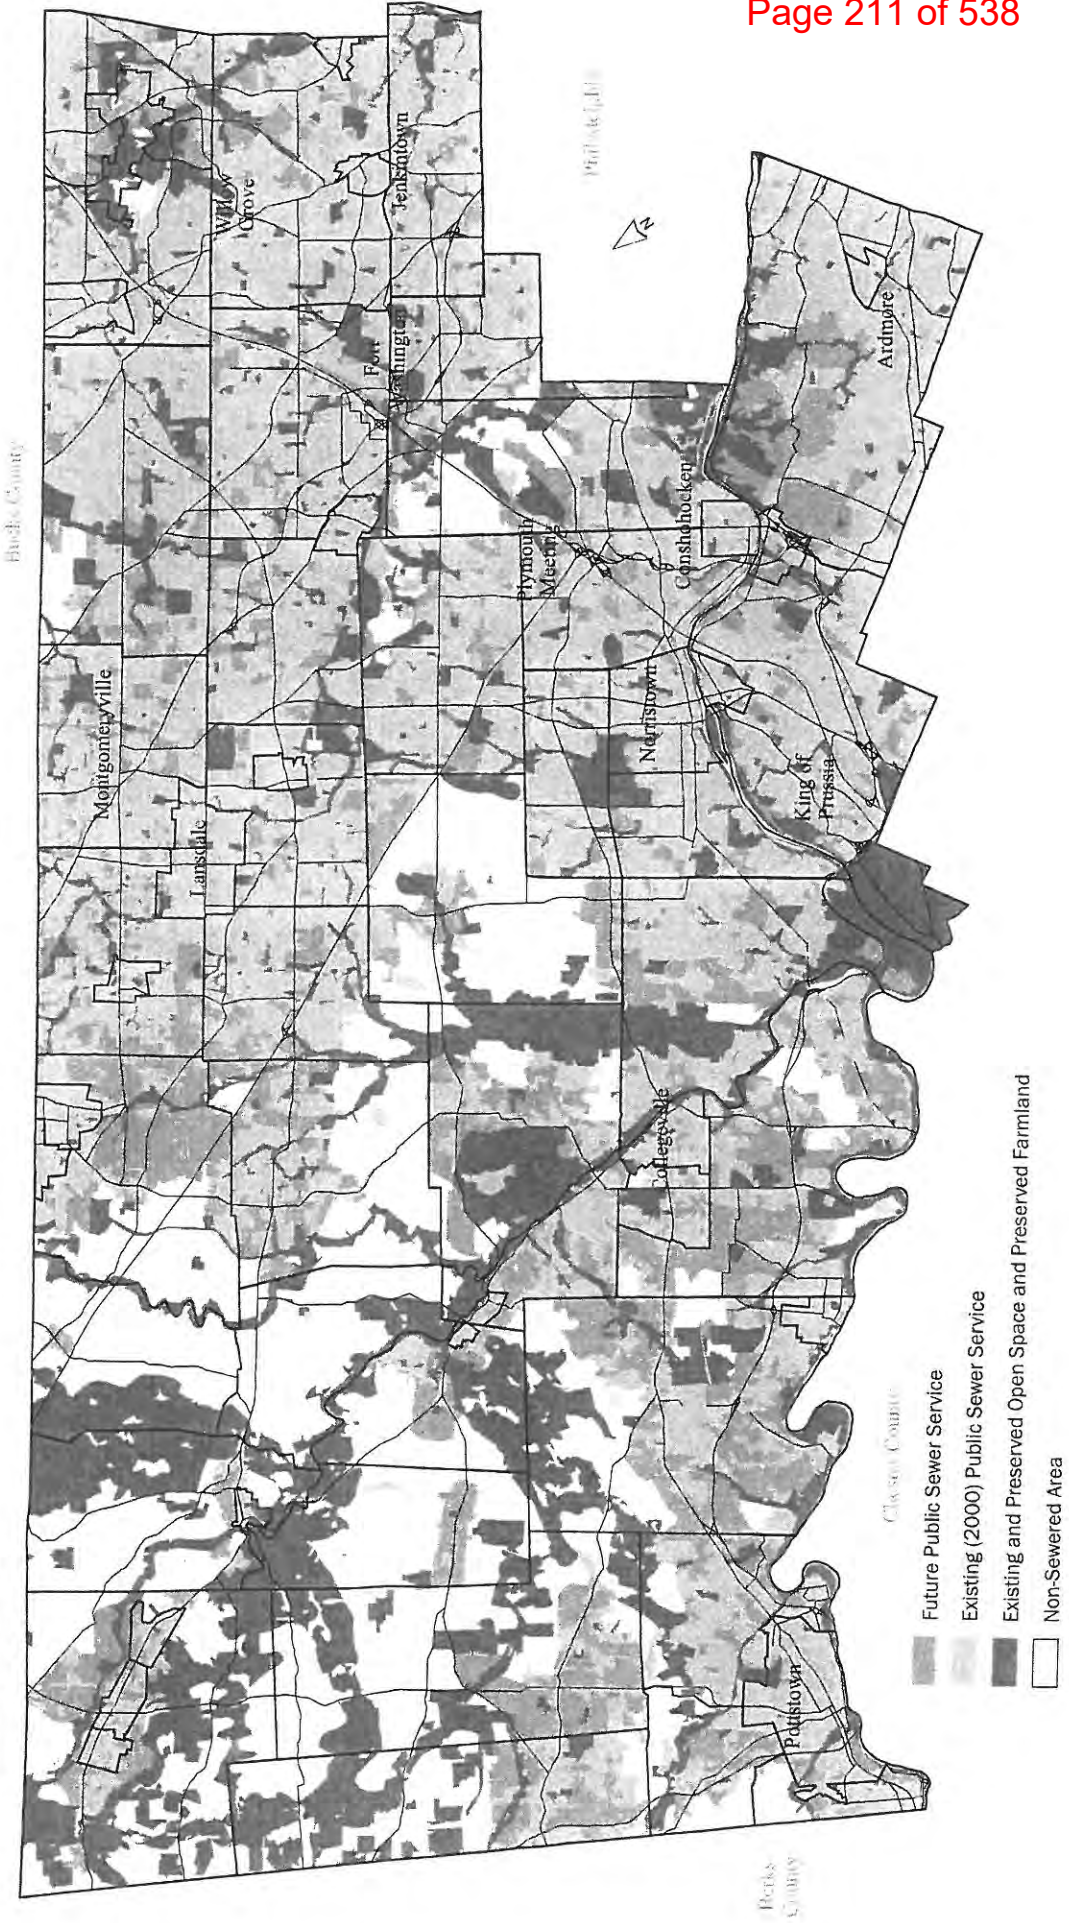 Page 211 of 538
Bucks County
Philadelphia
Willow
Grove
Jenkintown
Fort
Washington
Ardmore
Montgomeryville
Lansdale
Plymouth
Meeting
Conshohocken
Norristown
King of
Prussia
Collegeville
Pottstown
Chester County
Berks
County
N
Future Public Sewer Service
Existing (2000) Public Sewer Service
Existing and Preserved Open Space and Preserved Farmland
Non-Sewered Area